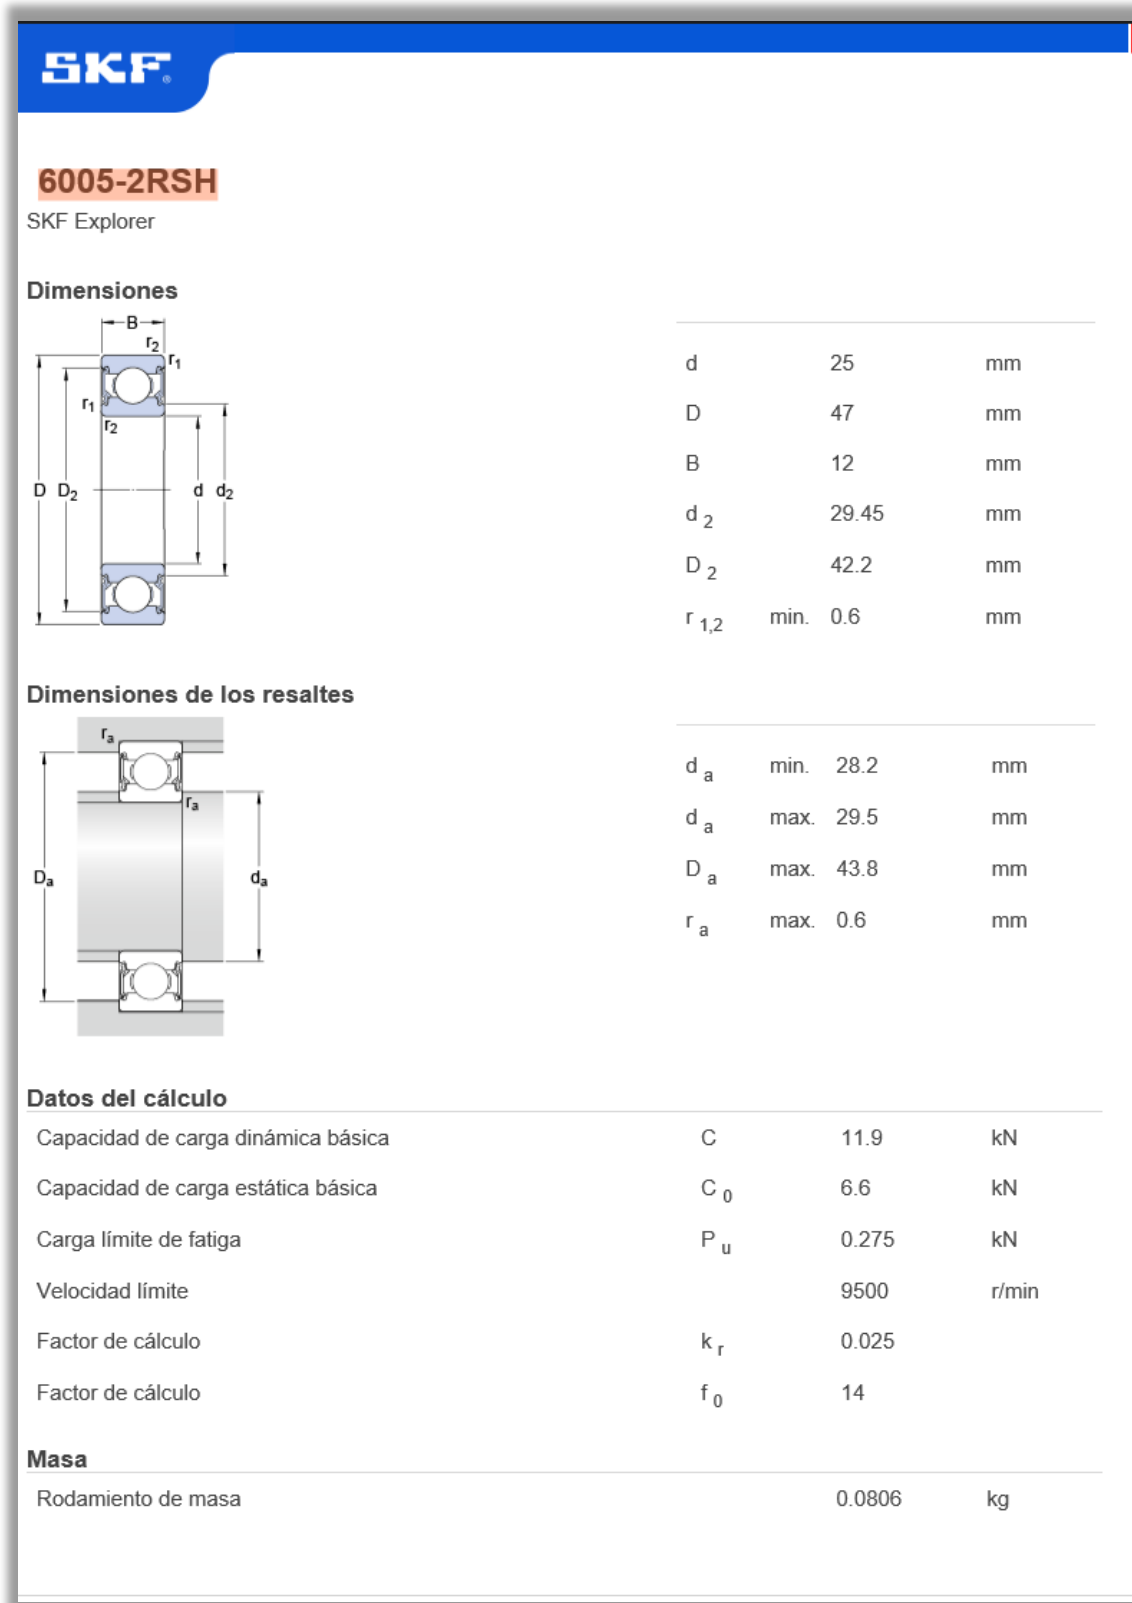 SKF®
6005-2RSH
SKF Explorer
Dimensiones
B
r2
r1
r1
r2
D D2 d d2
d 25 mm
D 47 mm
B 12 mm
d 2 29.45 mm
D 2 42.2 mm
r 1,2 min. 0.6 mm
Dimensiones de los resaltes
ra
ra
Da da
d a min. 28.2 mm
d a max. 29.5 mm
D a max. 43.8 mm
r a max. 0.6 mm
Datos del cálculo
Capacidad de carga dinámica básica C 11.9 kN
Capacidad de carga estática básica C 0 6.6 kN
Carga límite de fatiga P u 0.275 kN
Velocidad límite 9500 r/min
Factor de cálculo k r 0.025
Factor de cálculo f 0 14
Masa
Rodamiento de masa 0.0806 kg